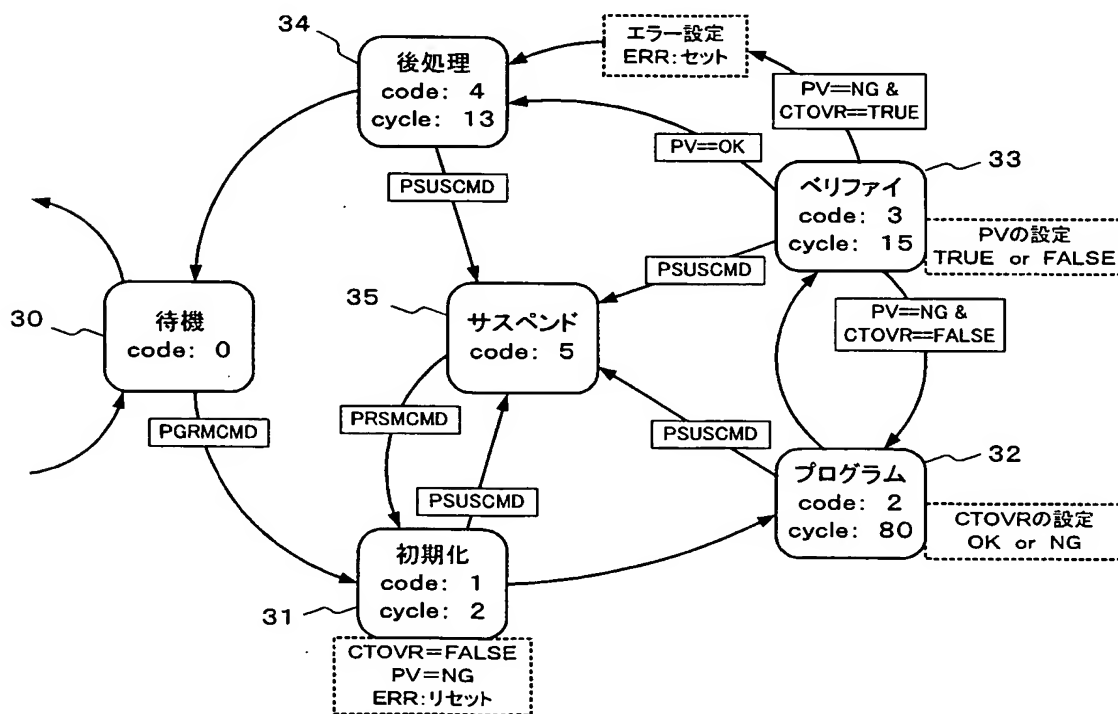 34
後処理
code: 4
cycle: 13
エラー設定
ERR:セット
PV==NG &
CTOVR==TRUE
PV==OK
33
ベリファイ
code: 3
cycle: 15
PVの設定
TRUE or FALSE
PSUSCMD
PSUSCMD
PV==NG &
CTOVR==FALSE
30
待機
code: 0
35
サスペンド
code: 5
PGRMCMD
PRSMCMD
PSUSCMD
PSUSCMD
32
プログラム
code: 2
cycle: 80
CTOVRの設定
OK or NG
31
初期化
code: 1
cycle: 2
CTOVR=FALSE
PV=NG
ERR:リセット